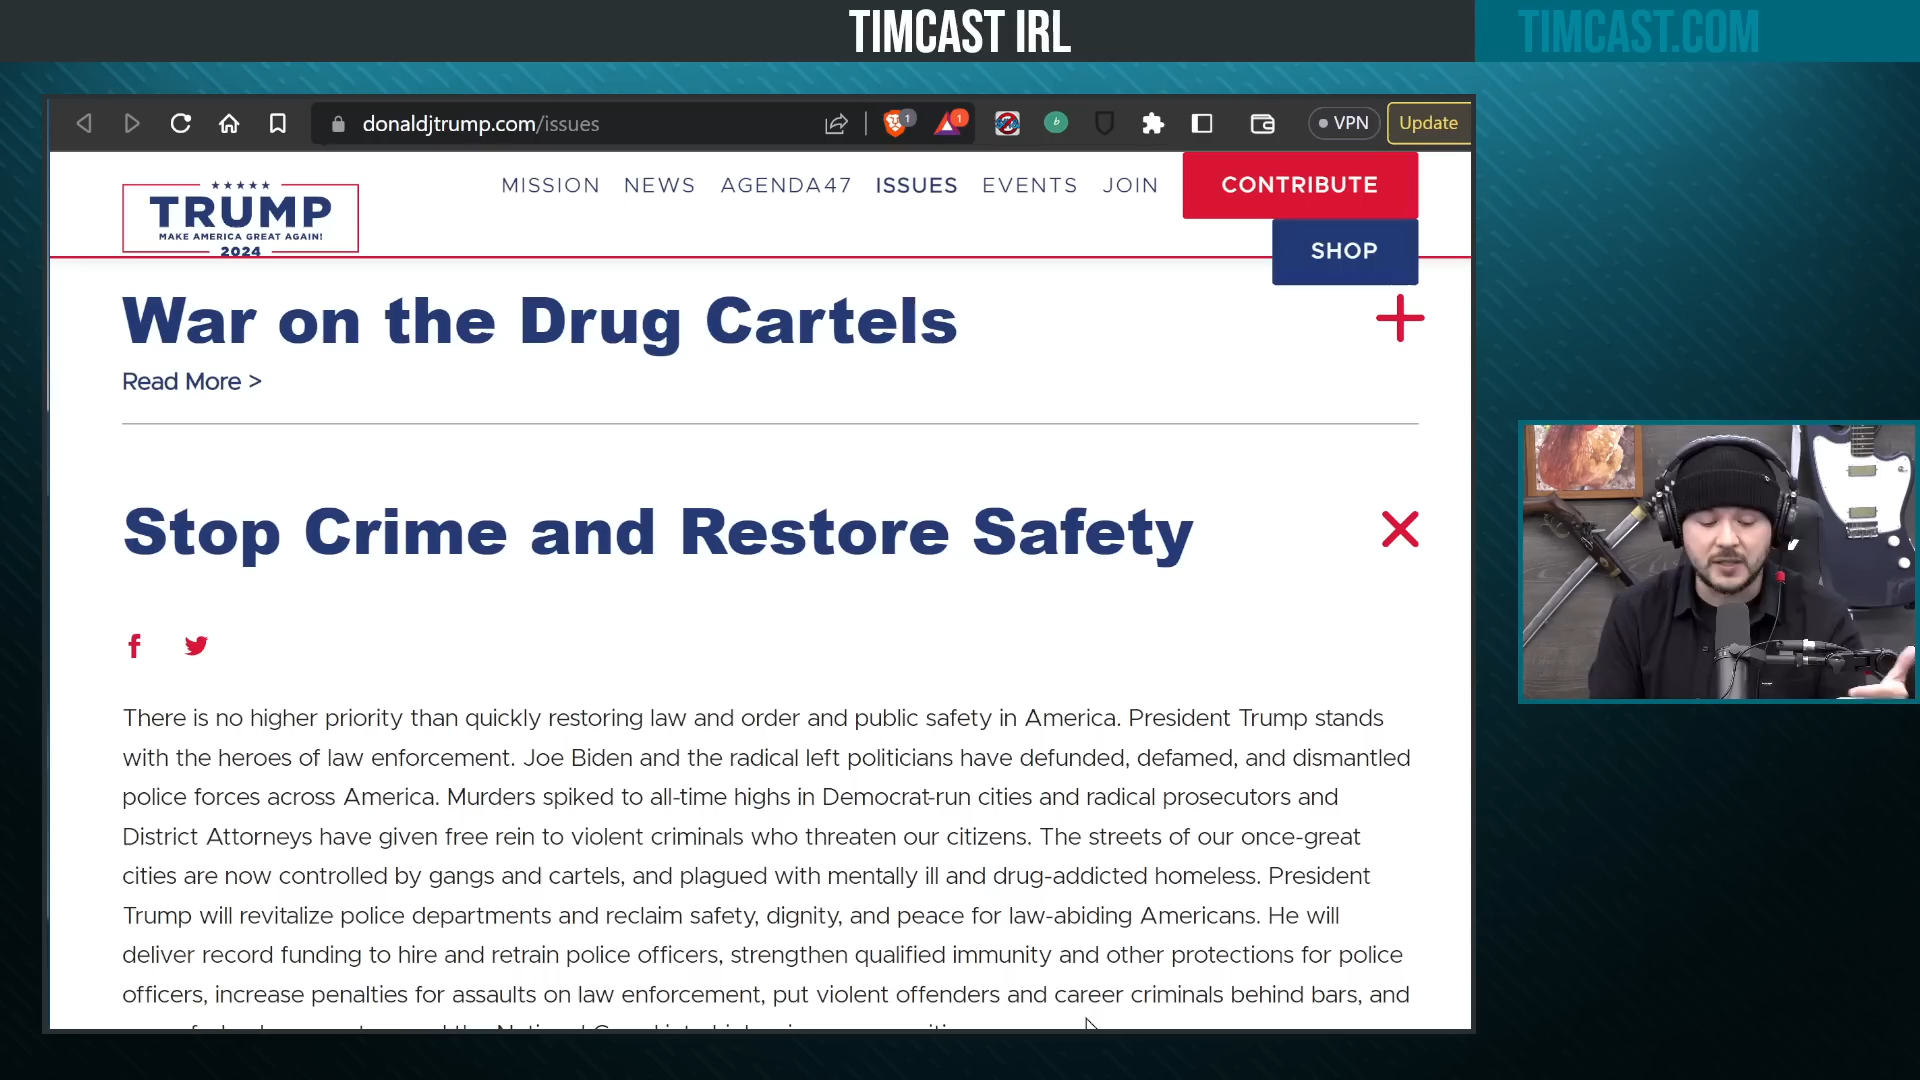 TIMCAST IRL
TIMCAST.COM
donaldjtrump.com/issues
1
1
VPN
Update
TRUMP
MAKE AMERICA GREAT AGAIN!
2024
MISSION NEWS AGENDA47 ISSUES EVENTS JOIN CONTRIBUTE
SHOP
War on the Drug Cartels
Read More >
Stop Crime and Restore Safety
There is no higher priority than quickly restoring law and order and public safety in America. President Trump stands
with the heroes of law enforcement. Joe Biden and the radical left politicians have defunded, defamed, and dismantled
police forces across America. Murders spiked to all-time highs in Democrat-run cities and radical prosecutors and
District Attorneys have given free rein to violent criminals who threaten our citizens. The streets of our once-great
cities are now controlled by gangs and cartels, and plagued with mentally ill and drug-addicted homeless. President
Trump will revitalize police departments and reclaim safety, dignity, and peace for law-abiding Americans. He will
deliver record funding to hire and retrain police officers, strengthen qualified immunity and other protections for police
officers, increase penalties for assaults on law enforcement, put violent offenders and career criminals behind bars, and